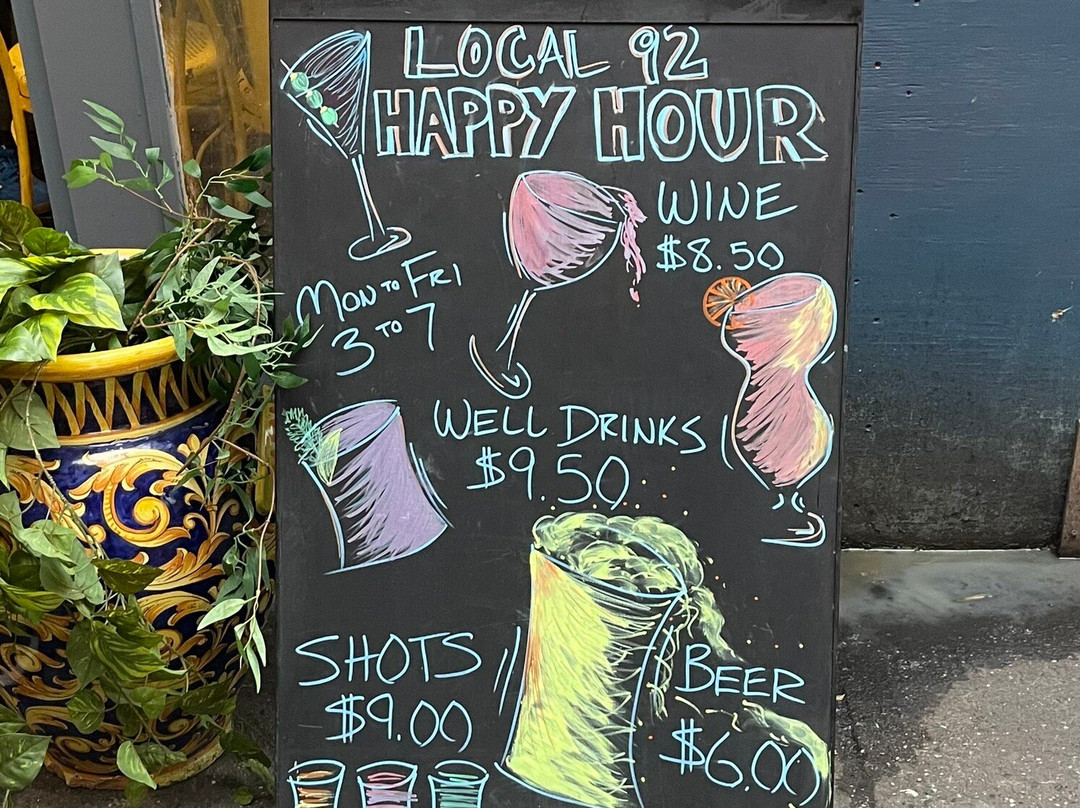 LOCAL 92
HAPPY HOUR
WINE
$8.50
MON TO FRI
3 TO 7
WELL DRINKS
$9.50
SHOTS
$9.00
BEER
$6.00